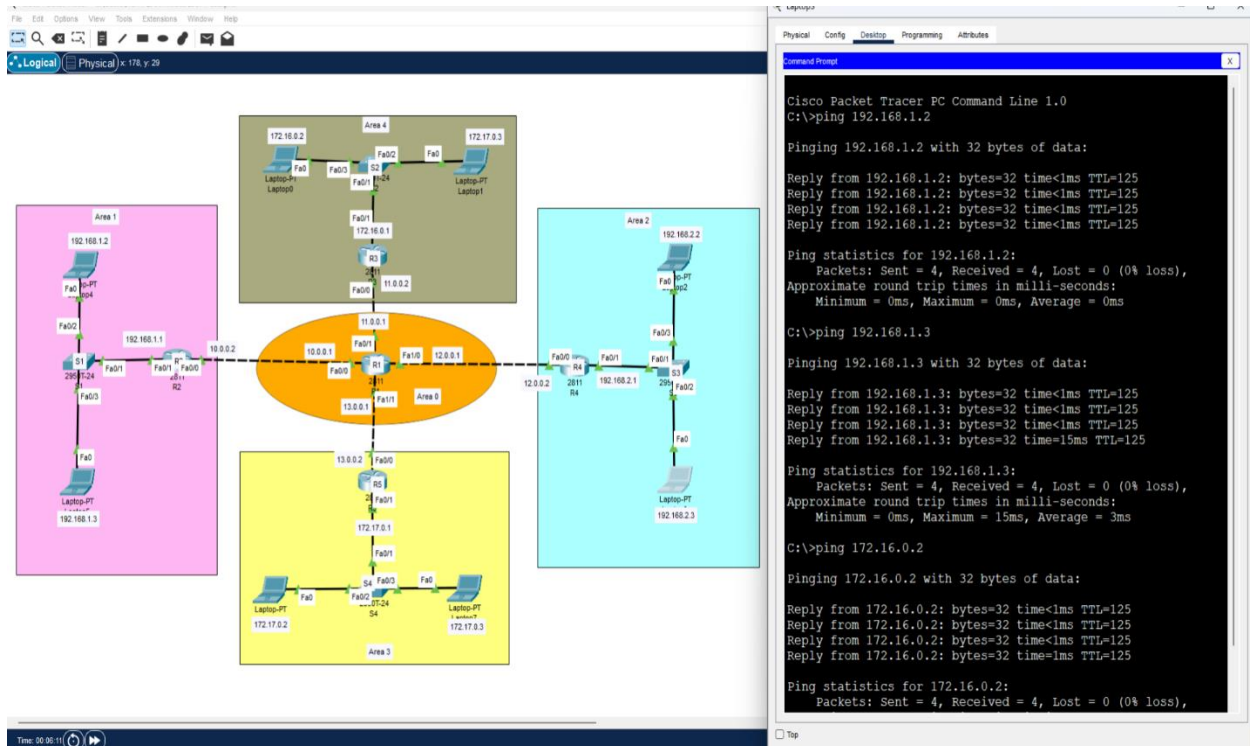 File Edit Options View Tools Extensions Window Help
Logical Physical x: 178, y: 29
Area 4
172.16.0.2
172.17.0.3
Fa0/2
Fa0
S2
Fa0
Fa0/3
Fa0/1
Laptop0
Laptop-PT
Laptop1
Fa0/1
172.16.0.1
R3
11.0.0.2
Fa0/0
Area 1
192.168.1.2
Fa0
Fa0/2
192.168.1.1
10.0.0.2
S1
Fa0/1
Fa0/1
Fa0/0
2811
R2
Fa0/3
Fa0
Laptop-PT
192.168.1.3
11.0.0.1
Fa0/1
10.0.0.1
Fa1/0
12.0.0.1
R1
Fa0/0
2811
Fa1/1
Area 0
13.0.0.1
Area 2
192.168.2.2
Fa0
Fa0/3
Fa0/0
Fa0/1
Fa0/1
R4
S3
12.0.0.2
2811
192.168.2.1
R4
Fa0/2
Fa0
192.168.2.3
13.0.0.2
Fa0/0
R5
Fa0/1
172.17.0.1
Fa0/1
S4
Fa0/3
Fa0
Fa0
Fa0/2
Laptop-PT
S4
Laptop-PT
172.17.0.2
172.17.0.3
Area 3
Time: 00:06:11
Physical Config Desktop Programming Attributes
Command Prompt X
Cisco Packet Tracer PC Command Line 1.0
C:\>ping 192.168.1.2
Pinging 192.168.1.2 with 32 bytes of data:
Reply from 192.168.1.2: bytes=32 time<1ms TTL=125
Reply from 192.168.1.2: bytes=32 time<1ms TTL=125
Reply from 192.168.1.2: bytes=32 time<1ms TTL=125
Reply from 192.168.1.2: bytes=32 time<1ms TTL=125
Ping statistics for 192.168.1.2:
Packets: Sent = 4, Received = 4, Lost = 0 (0% loss),
Approximate round trip times in milli-seconds:
Minimum = 0ms, Maximum = 0ms, Average = 0ms
C:\>ping 192.168.1.3
Pinging 192.168.1.3 with 32 bytes of data:
Reply from 192.168.1.3: bytes=32 time<1ms TTL=125
Reply from 192.168.1.3: bytes=32 time<1ms TTL=125
Reply from 192.168.1.3: bytes=32 time<1ms TTL=125
Reply from 192.168.1.3: bytes=32 time=15ms TTL=125
Ping statistics for 192.168.1.3:
Packets: Sent = 4, Received = 4, Lost = 0 (0% loss),
Approximate round trip times in milli-seconds:
Minimum = 0ms, Maximum = 15ms, Average = 3ms
C:\>ping 172.16.0.2
Pinging 172.16.0.2 with 32 bytes of data:
Reply from 172.16.0.2: bytes=32 time<1ms TTL=125
Reply from 172.16.0.2: bytes=32 time<1ms TTL=125
Reply from 172.16.0.2: bytes=32 time<1ms TTL=125
Reply from 172.16.0.2: bytes=32 time=1ms TTL=125
Ping statistics for 172.16.0.2:
Packets: Sent = 4, Received = 4, Lost = 0 (0% loss),
Top